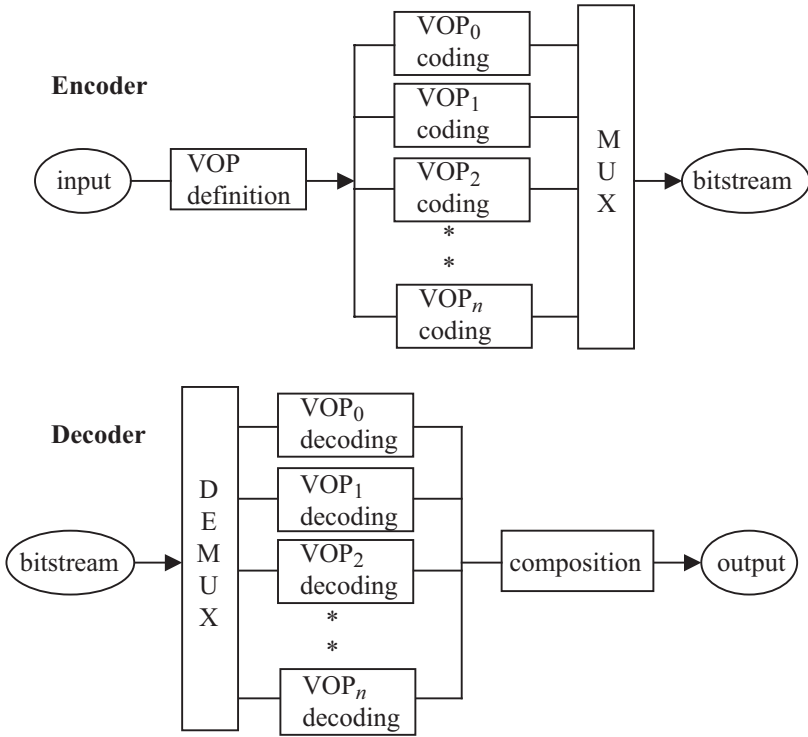 Encoder
input
VOP
definition
VOP₀
coding
VOP₁
coding
VOP₂
coding
*
*
VOPₙ
coding
M
U
X
bitstream
Decoder
bitstream
D
E
M
U
X
VOP₀
decoding
VOP₁
decoding
VOP₂
decoding
*
*
VOPₙ
decoding
composition
output